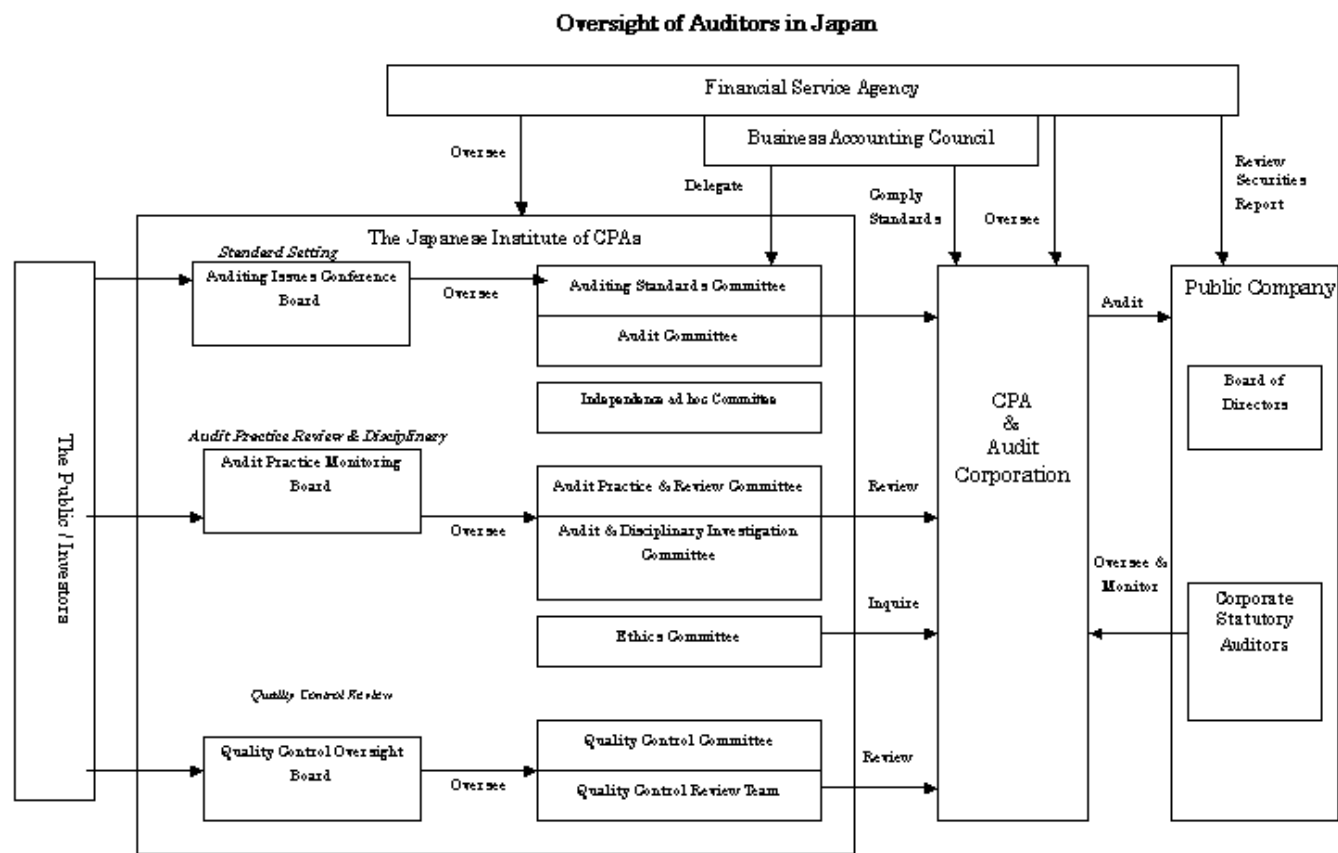 Oversight of Auditors in Japan
Financial Service Agency
Business Accounting Council
Oversee
Delegate
Comply
Standards
Oversee
Review
Securities
Report
The Japanese Institute of CPAs
Standard Setting
Auditing Issues Conference
Board
Oversee
Auditing Standards Committee
Audit Committee
Independence ad hoc Committee
Audit Practice Review & Disciplinary
Audit Practice Monitoring
Board
Oversee
Audit Practice & Review Committee
Audit & Disciplinary Investigation
Committee
Review
Ethics Committee
Inquire
Quality Control Review
Quality Control Oversight
Board
Oversee
Quality Control Committee
Quality Control Review Team
Review
The Public / Investors
CPA
&
Audit
Corporation
Audit
Public Company
Board of
Directors
Oversee &
Monitor
Corporate
Statutory
Auditors